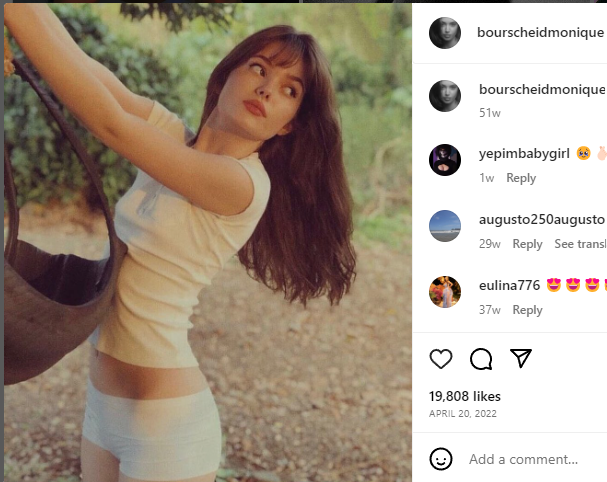 bourscheidmonique
bourscheidmonique
51w
yepimbabygirl 🥹 🫰🏻
1w Reply
augusto250augusto
29w Reply See transl
eulina776 😍 😍 😍
37w Reply
19,808 likes
APRIL 20, 2022
Add a comment...